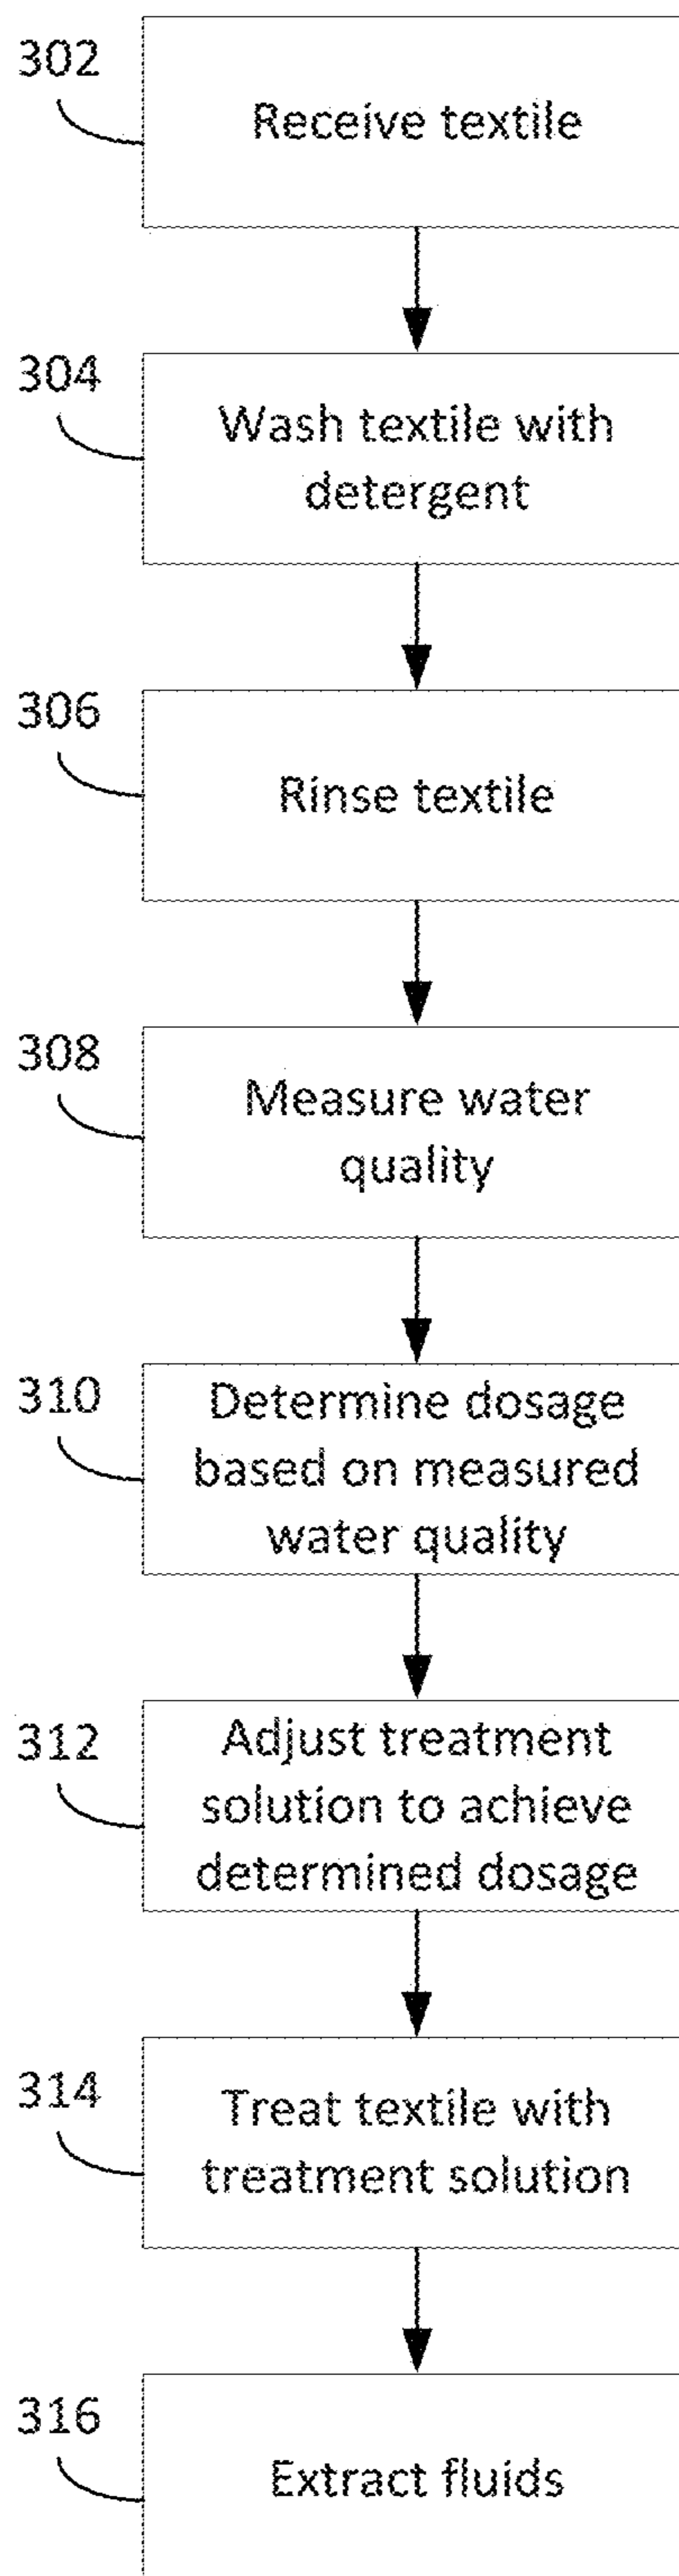 302
Receive textile
304
Wash textile with
detergent
306
Rinse textile
308
Measure water
quality
310
Determine dosage
based on measured
water quality
312
Adjust treatment
solution to achieve
determined dosage
314
Treat textile with
treatment solution
316
Extract fluids